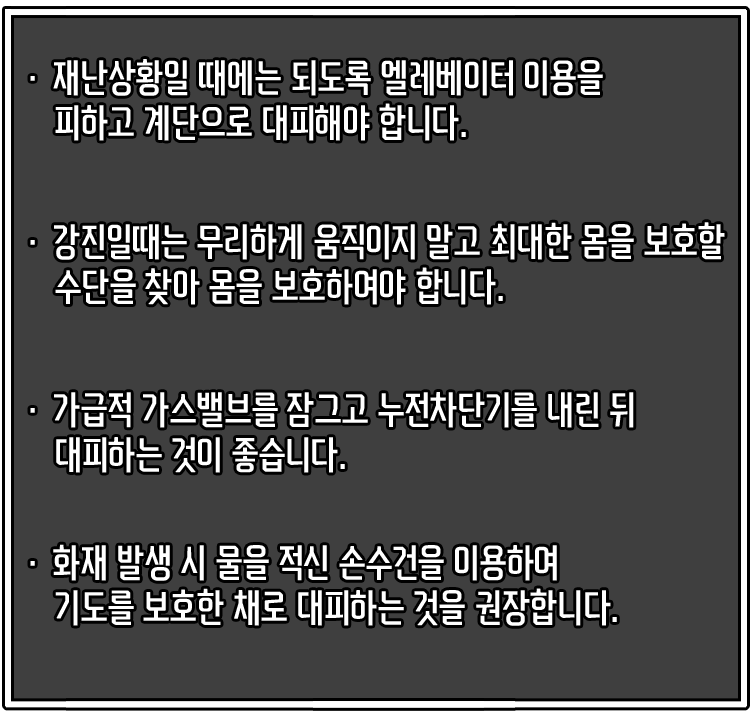 · 재난상황일 때에는 되도록 엘레베이터 이용을
피하고 계단으로 대피해야 합니다.
· 강진일때는 무리하게 움직이지 말고 최대한 몸을 보호할
수단을 찾아 몸을 보호하여야 합니다.
· 가급적 가스밸브를 잠그고 누전차단기를 내린 뒤
대피하는 것이 좋습니다.
· 화재 발생 시 물을 적신 손수건을 이용하며
기도를 보호한 채로 대피하는 것을 권장합니다.